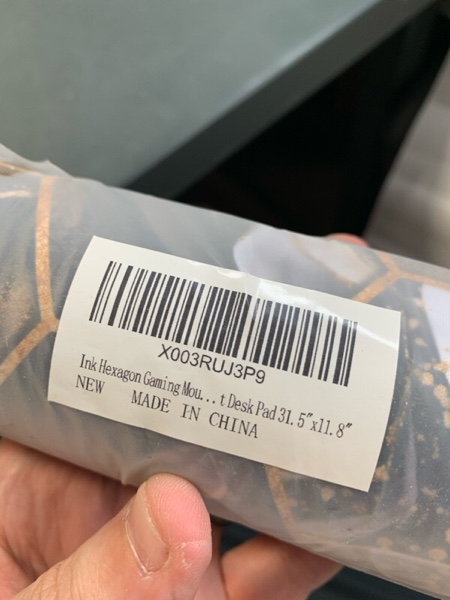 X003RUJ3P9
Ink Hexagon Gaming Mou...t Desk Pad 31.5"x11.8"
NEW MADE IN CHINA